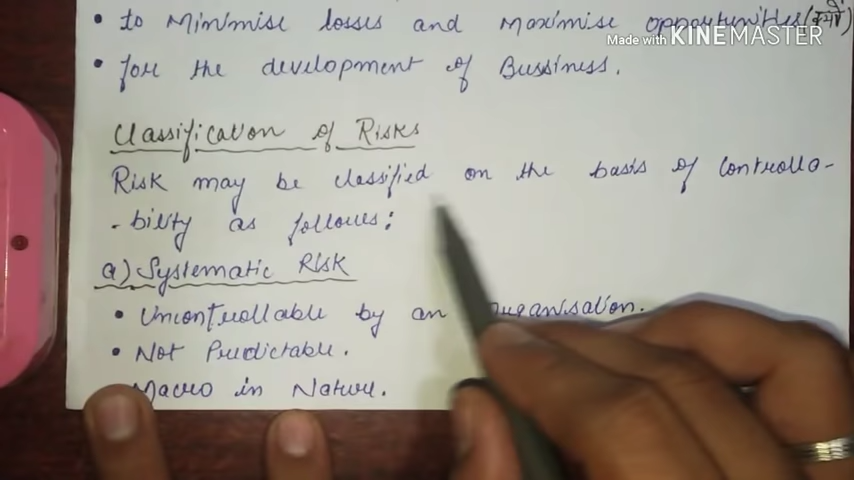 • to Minimise losses and Maximise opportunities
Made with KINEMASTER
• for the development of Bussiness.
Classification of Risks
Risk may be classified on the basis of Controlla-
-bility as follows:
a) Systematic Risk
• Uncontrollable by an organisation.
• Not Predictable.
Macro in Nature.